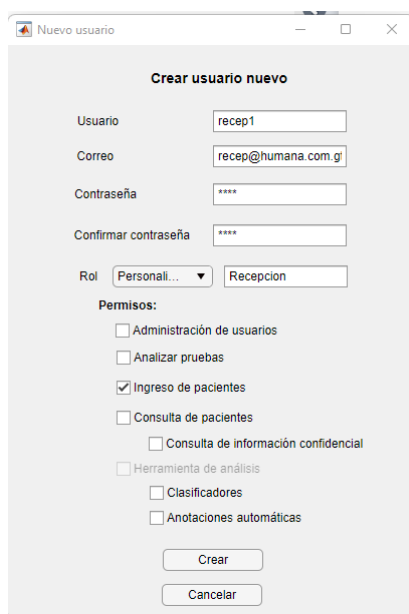 Nuevo usuario
Crear usuario nuevo
Usuario recep1
Correo recep@humana.com.gt
Contraseña ****
Confirmar contraseña ****
Rol Personali... Recepcion
Permisos:
Administración de usuarios
Analizar pruebas
Ingreso de pacientes
Consulta de pacientes
Consulta de información confidencial
Herramienta de análisis
Clasificadores
Anotaciones automáticas
Crear
Cancelar